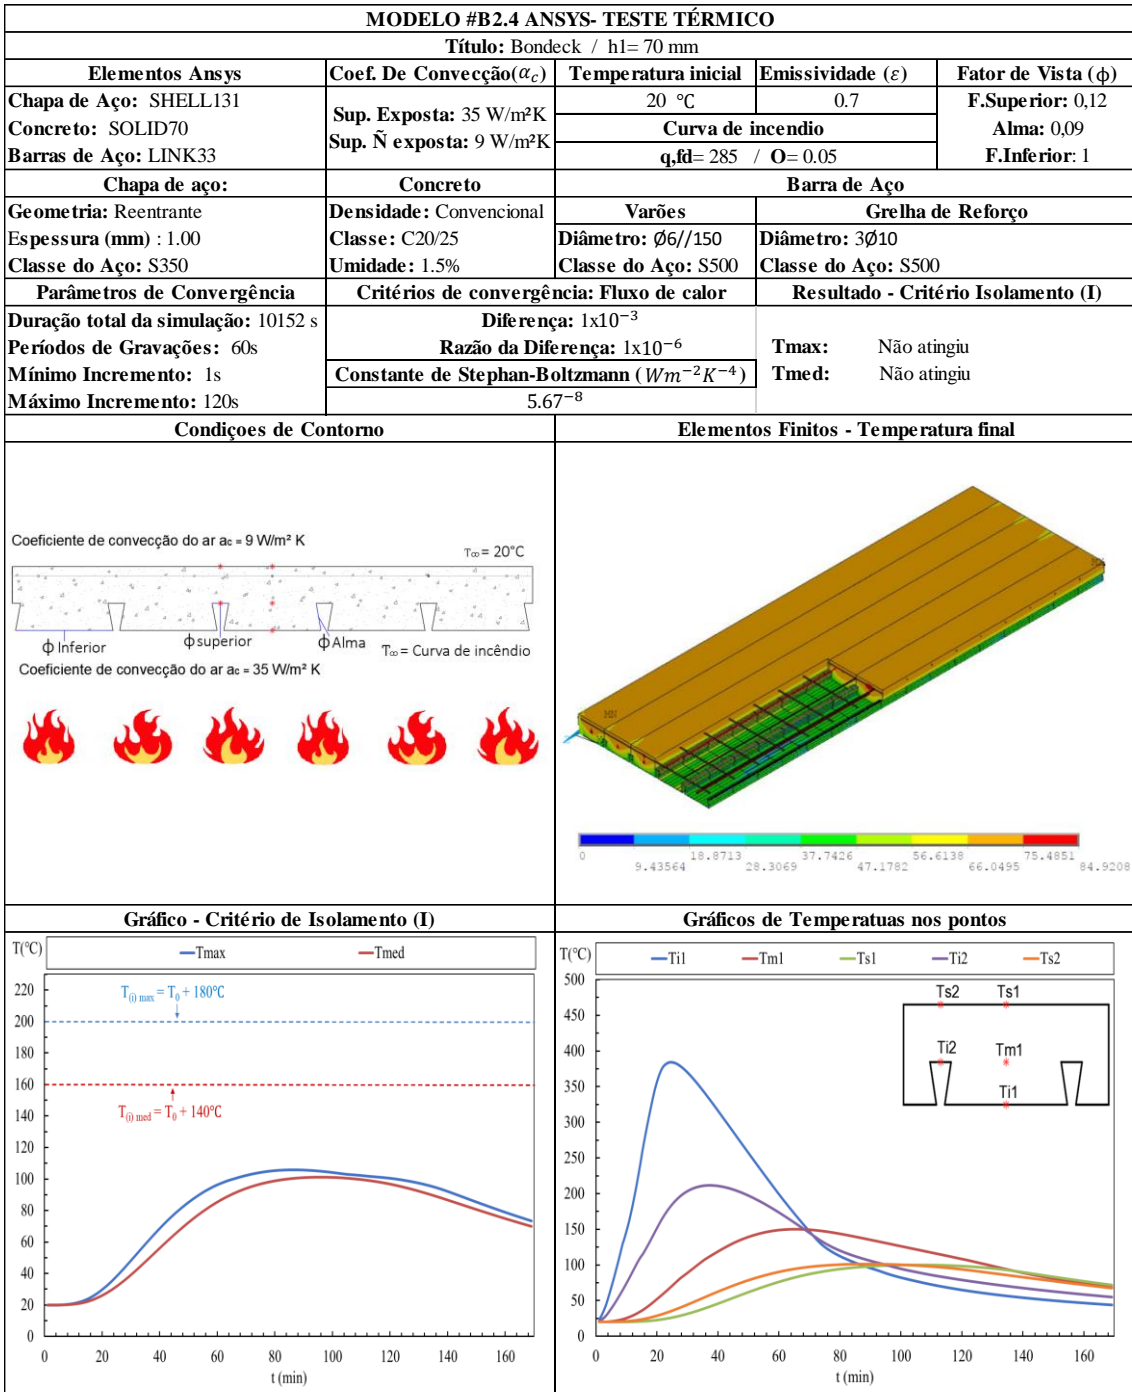 MODELO #B2.4 ANSYS- TESTE TÉRMICO
Título: Bondeck / h1= 70 mm
Elementos Ansys
Coef. De Convecção(α_c)
Temperatura inicial
Emissividade (ε)
Fator de Vista (ϕ)
Chapa de Aço: SHELL131
Concreto: SOLID70
Barras de Aço: LINK33
Sup. Exposta: 35 W/m²K
Sup. Ñ exposta: 9 W/m²K
20 °C
0.7
Curva de incendio
q,fd= 285 / O= 0.05
F.Superior: 0,12
Alma: 0,09
F.Inferior: 1
Chapa de aço:
Concreto
Barra de Aço
Geometria: Reentrante
Espessura (mm) : 1.00
Classe do Aço: S350
Densidade: Convencional
Classe: C20/25
Umidade: 1.5%
Varões
Diâmetro: Ø6//150
Classe do Aço: S500
Grelha de Reforço
Diâmetro: 3Ø10
Classe do Aço: S500
Parâmetros de Convergência
Critérios de convergência: Fluxo de calor
Resultado - Critério Isolamento (I)
Duração total da simulação: 10152 s
Períodos de Gravações: 60s
Mínimo Incremento: 1s
Máximo Incremento: 120s
Diferença: 1x10⁻³
Razão da Diferença: 1x10⁻⁶
Constante de Stephan-Boltzmann (Wm⁻²K⁻⁴)
5.67⁻⁸
Tmax: Não atingiu
Tmed: Não atingiu
Condiçoes de Contorno
Elementos Finitos - Temperatura final
Coeficiente de convecção do ar ac = 9 W/m² K
T∞ = 20°C
ϕ Inferior
ϕ superior
ϕ Alma
T∞ = Curva de incêndio
Coeficiente de convecção do ar ac = 35 W/m² K
MN
MX
0
9.43564
18.8713
28.3069
37.7426
47.1782
56.6138
66.0495
75.4851
84.9208
Gráfico - Critério de Isolamento (I)
Gráficos de Temperatuas nos pontos
T(°C)
Tmax
Tmed
220
200
180
160
140
120
100
80
60
40
20
0
T(i) max = T0 + 180°C
T(i) med = T0 + 140°C
0 20 40 60 80 100 120 140 160
t (min)
T(°C)
Ti1
Tm1
Ts1
Ti2
Ts2
500
450
400
350
300
250
200
150
100
50
0
Ts2 Ts1
Ti2 Tm1
Ti1
0 20 40 60 80 100 120 140 160
t (min)